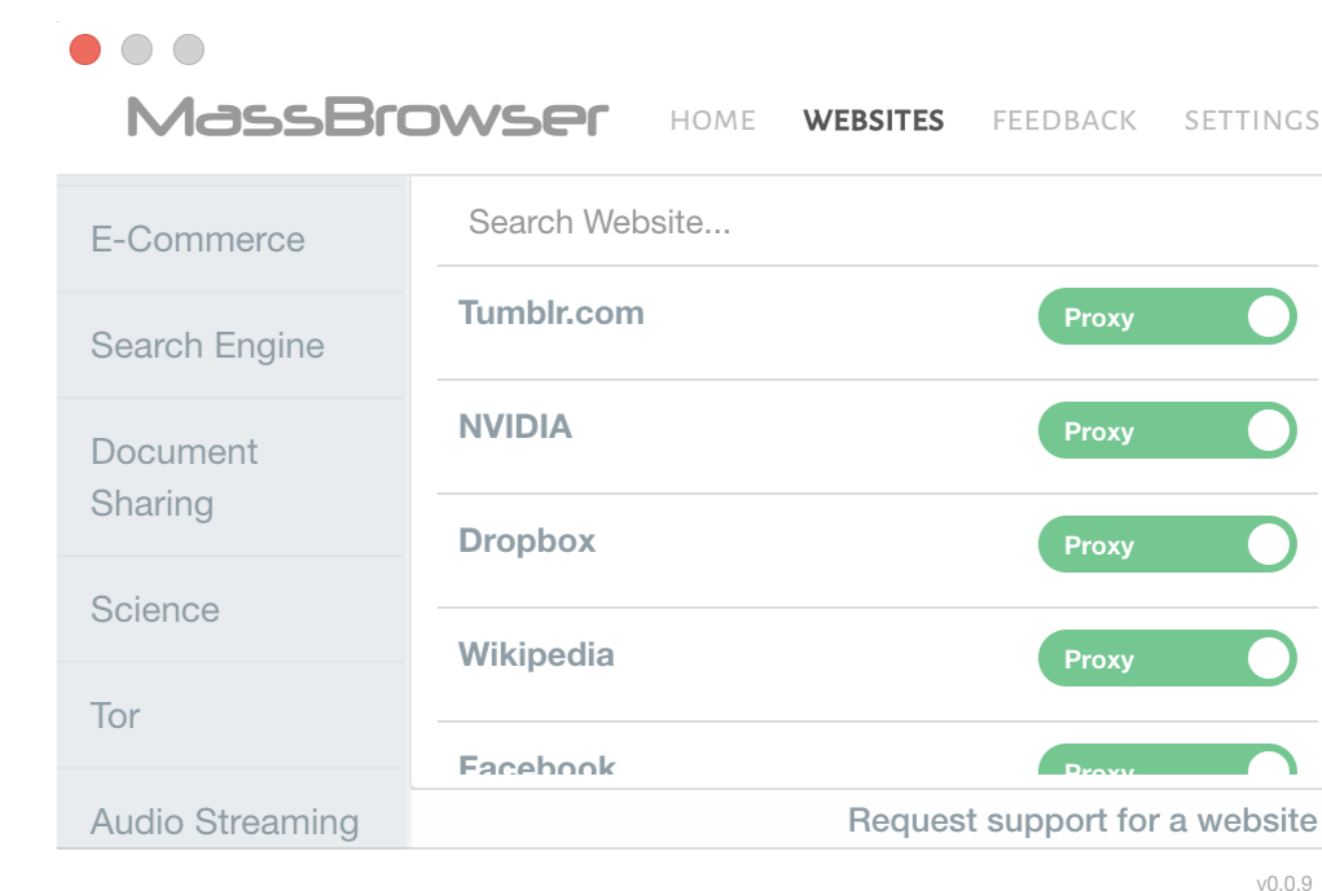 MassBrowser HOME WEBSITES FEEDBACK SETTINGS
E-Commerce
Search Engine
Document
Sharing
Science
Tor
Audio Streaming
Search Website...
Tumblr.com Proxy
NVIDIA Proxy
Dropbox Proxy
Wikipedia Proxy
Facebook Proxy
Request support for a website
v0.0.9